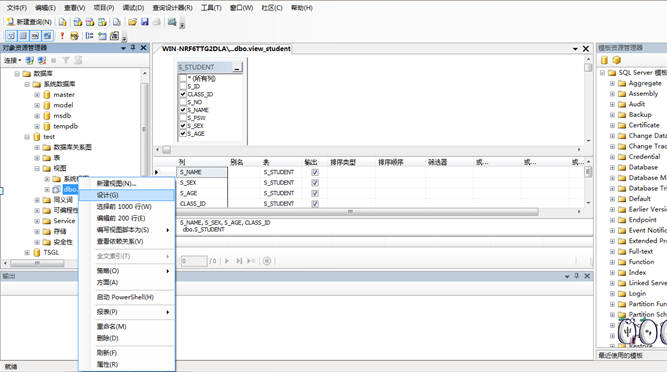 文件(F) 编辑(E) 查看(V) 项目(P) 调试(D) 查询设计器(R) 工具(T) 窗口(W) 社区(C) 帮助(H)
新建查询(N)
对象资源管理器
连接
数据库
系统数据库
master
model
msdb
tempdb
test
数据库关系图
表
视图
系统视图
dbo.
同义词
可编程性
Service
存储
安全性
TSGL
新建视图(N)...
设计(G)
选择前 1000 行(W)
编辑前 200 行(E)
编写视图脚本为(S)
查看依赖关系(V)
全文索引(T)
策略(O)
方面(A)
启动 PowerShell(H)
报表(P)
重命名(M)
删除(D)
刷新(F)
属性(R)
WIN-NRF6TTG2DLA\...dbo.view_student
S_STUDENT
* (所有列)
S_ID
CLASS_ID
S_NO
S_NAME
S_PSW
S_SEX
S_AGE
列 别名 表 输出 排序类型 排序顺序 筛选器 或... 或... 或...
S_NAME S_STUDENT
S_SEX S_STUDENT
S_AGE S_STUDENT
CLASS_ID S_STUDENT
S_NAME, S_SEX, S_AGE, CLASS_ID
dbo.S_STUDENT
0 / 0
输出
模板资源管理器
SQL Server 模板
Aggregate
Assembly
Audit
Backup
Certificate
Change Data
Change Trac
Credential
Database
Database Ma
Database Tri
Default
Endpoint
Event Notific
Extended Pro
Full-text
Function
Index
Linked Server
Login
Partition Func
Partition Sche
Restore
中
最近使用的模板
就绪